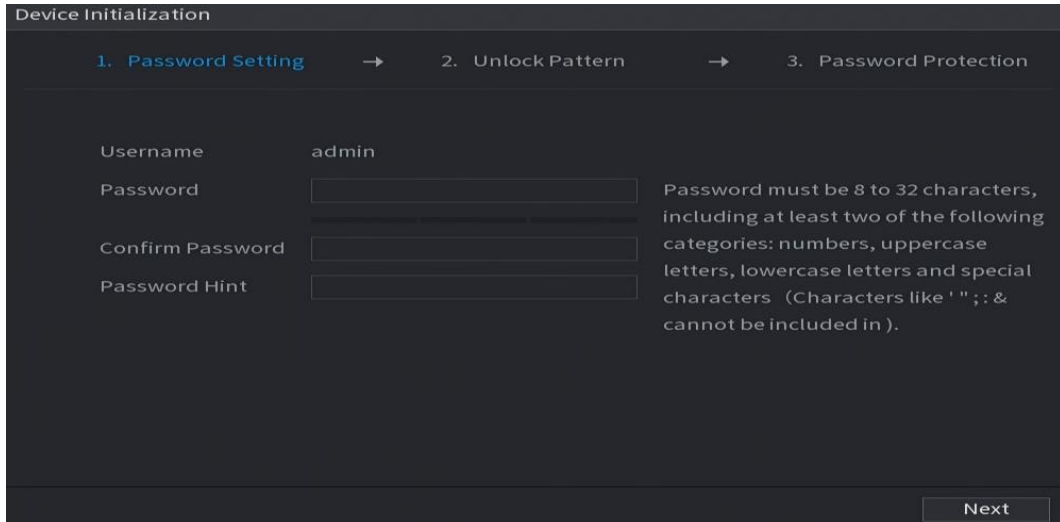 Device Initialization
1. Password Setting → 2. Unlock Pattern → 3. Password Protection
Username admin
Password
Password must be 8 to 32 characters,
including at least two of the following
Confirm Password
categories: numbers, uppercase
letters, lowercase letters and special
Password Hint
characters (Characters like ' " ; : &
cannot be included in ).
Next